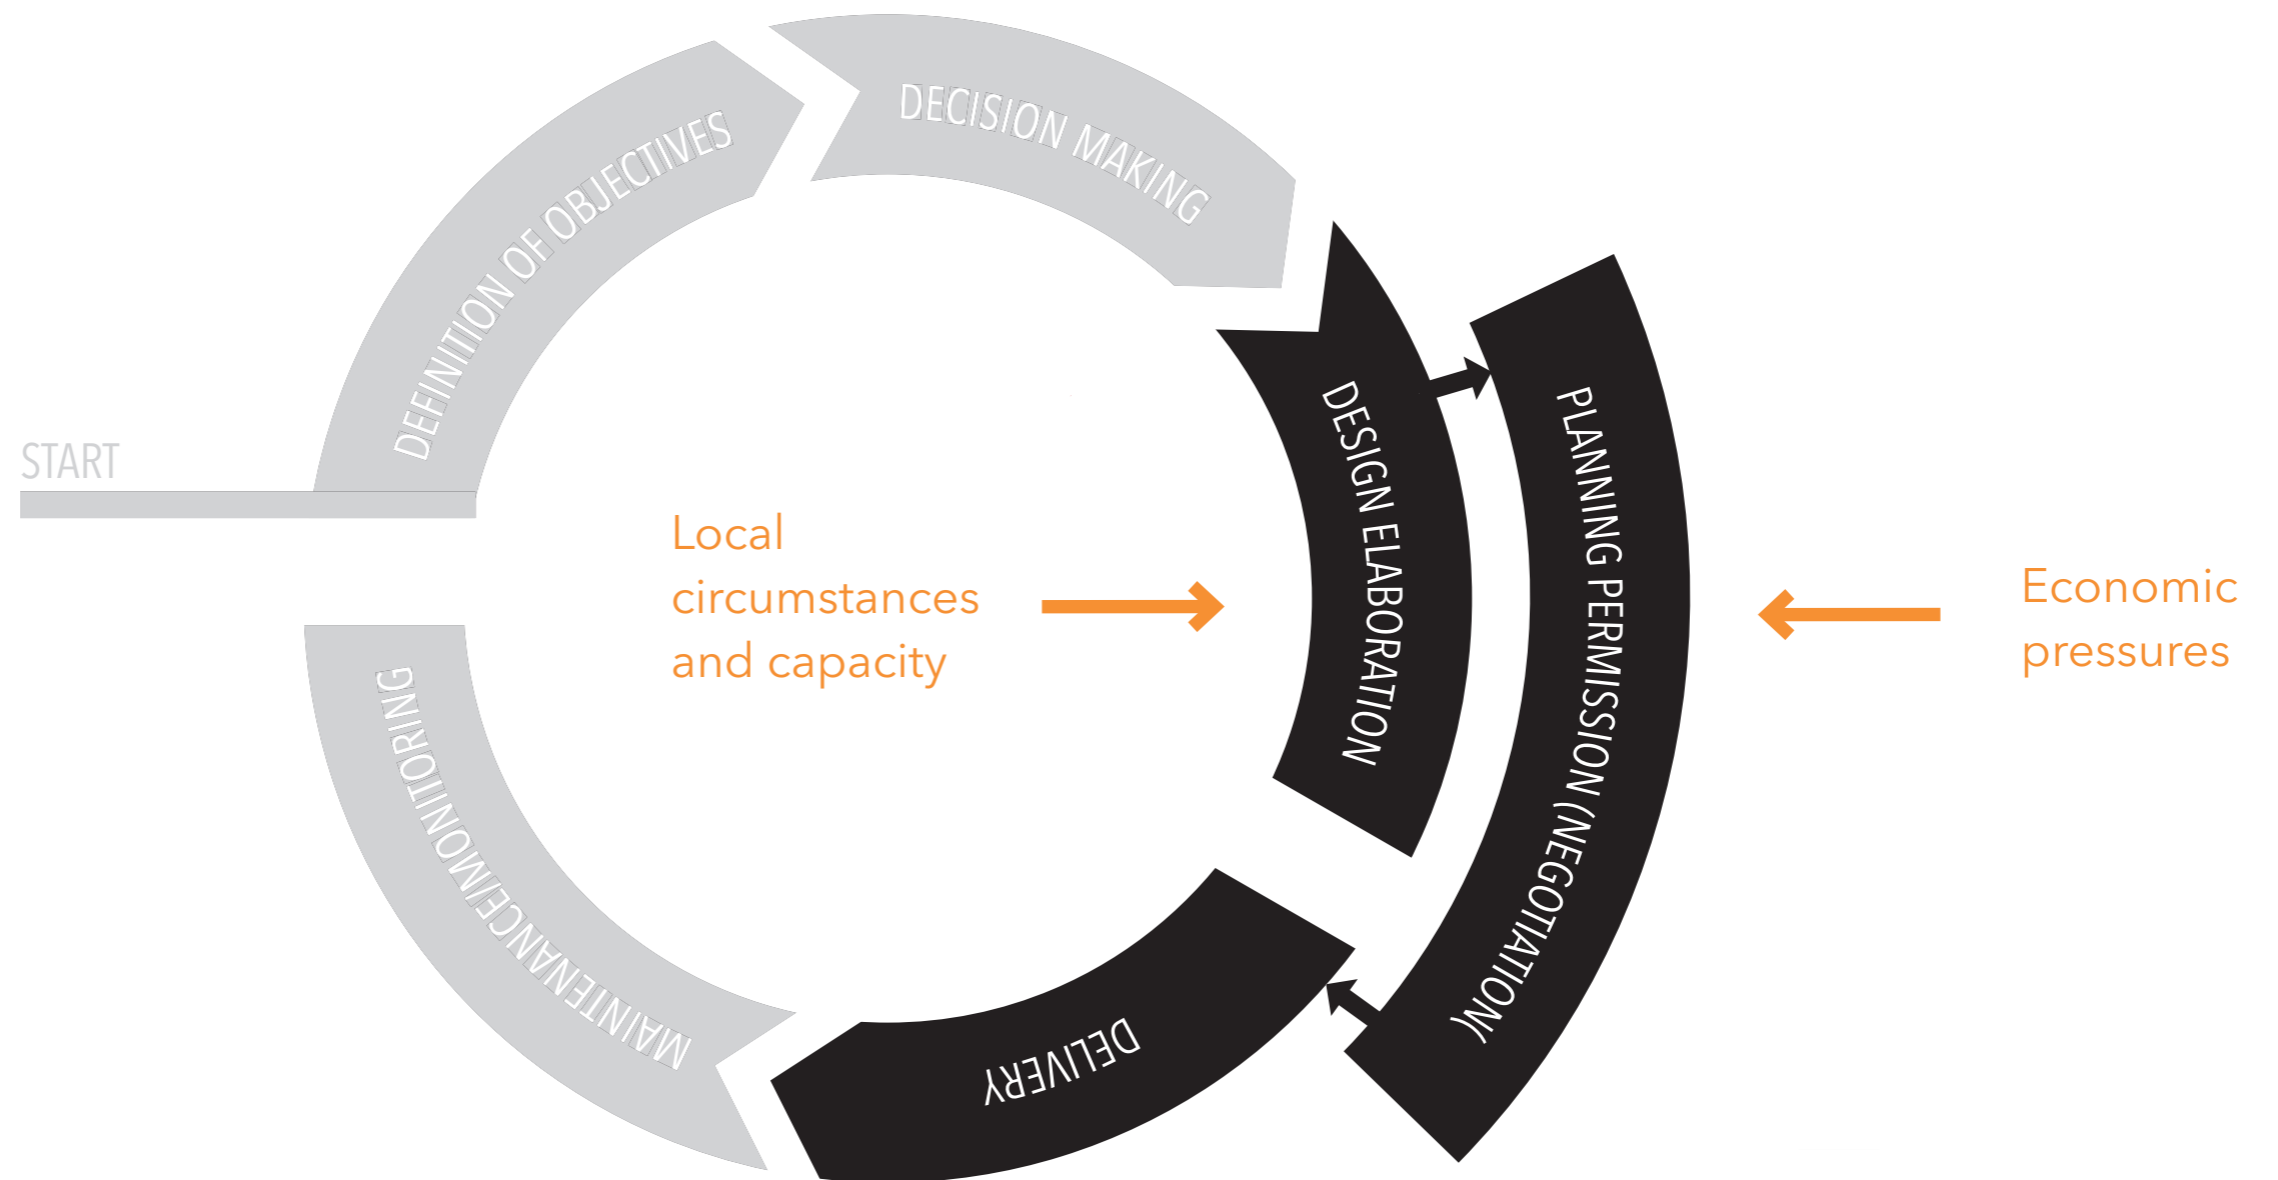 START
DEFINITION OF OBJECTIVES
DECISION MAKING
DESIGN ELABORATION
PLANNING PERMISSION (NEGOTIATION(
DELIVERY
MAINTENANCE/MONITORING
Local
circumstances
and capacity
Economic
pressures